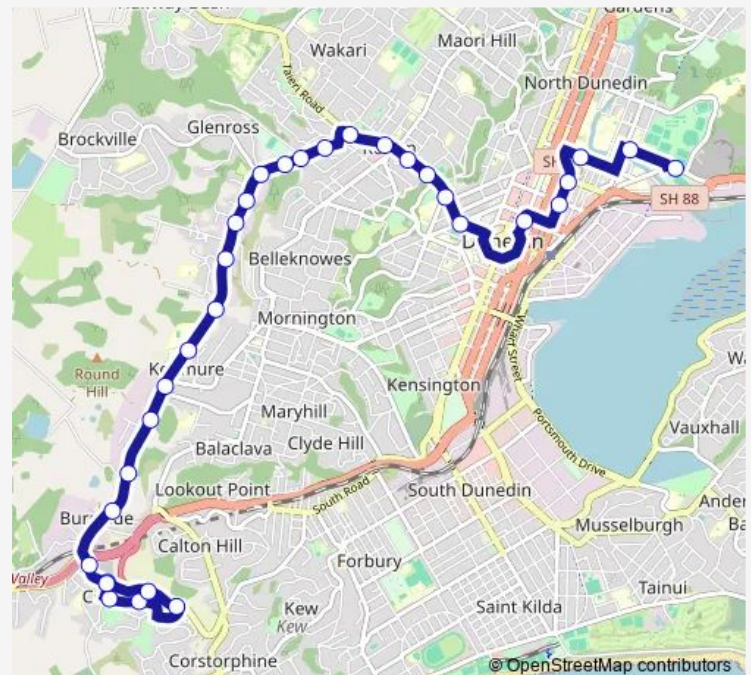 Gardens
Wakari
Maori Hill
Taieri Road
North Dunedin
Brockville
Glenross
SH
SH 88
Belleknowes
Mornington
Wharf Street
Round
Hill
Kensington
Maryhill
Portsmouth Drive
Vauxhall
Balaclava
Clyde Hill
Lookout Point
South Road
South Dunedin
Musselburgh
Calton Hill
Valley
Forbury
Tainui
Kew
Kew
Saint Kilda
Corstorphine
© OpenStreetMap contributors